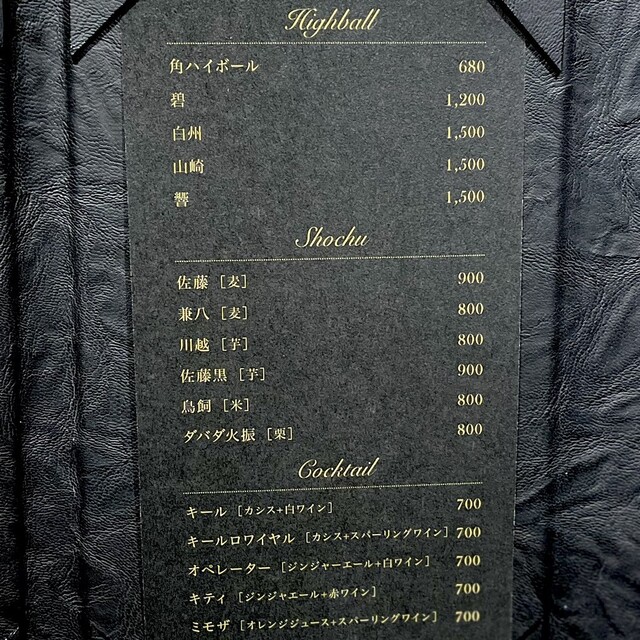 Highball
角ハイボール 680
碧 1,200
白州 1,500
山崎 1,500
響 1,500
Shochu
佐藤 [麦] 900
兼八 [麦] 800
川越 [芋] 800
佐藤黒 [芋] 900
鳥飼 [米] 800
ダバダ火振 [栗] 800
Cocktail
キール [カシス+白ワイン] 700
キールロワイヤル [カシス+スパーリングワイン] 700
オペレーター [ジンジャーエール+白ワイン] 700
キティ [ジンジャエール+赤ワイン] 700
ミモザ [オレンジジュース+スパーリングワイン] 700